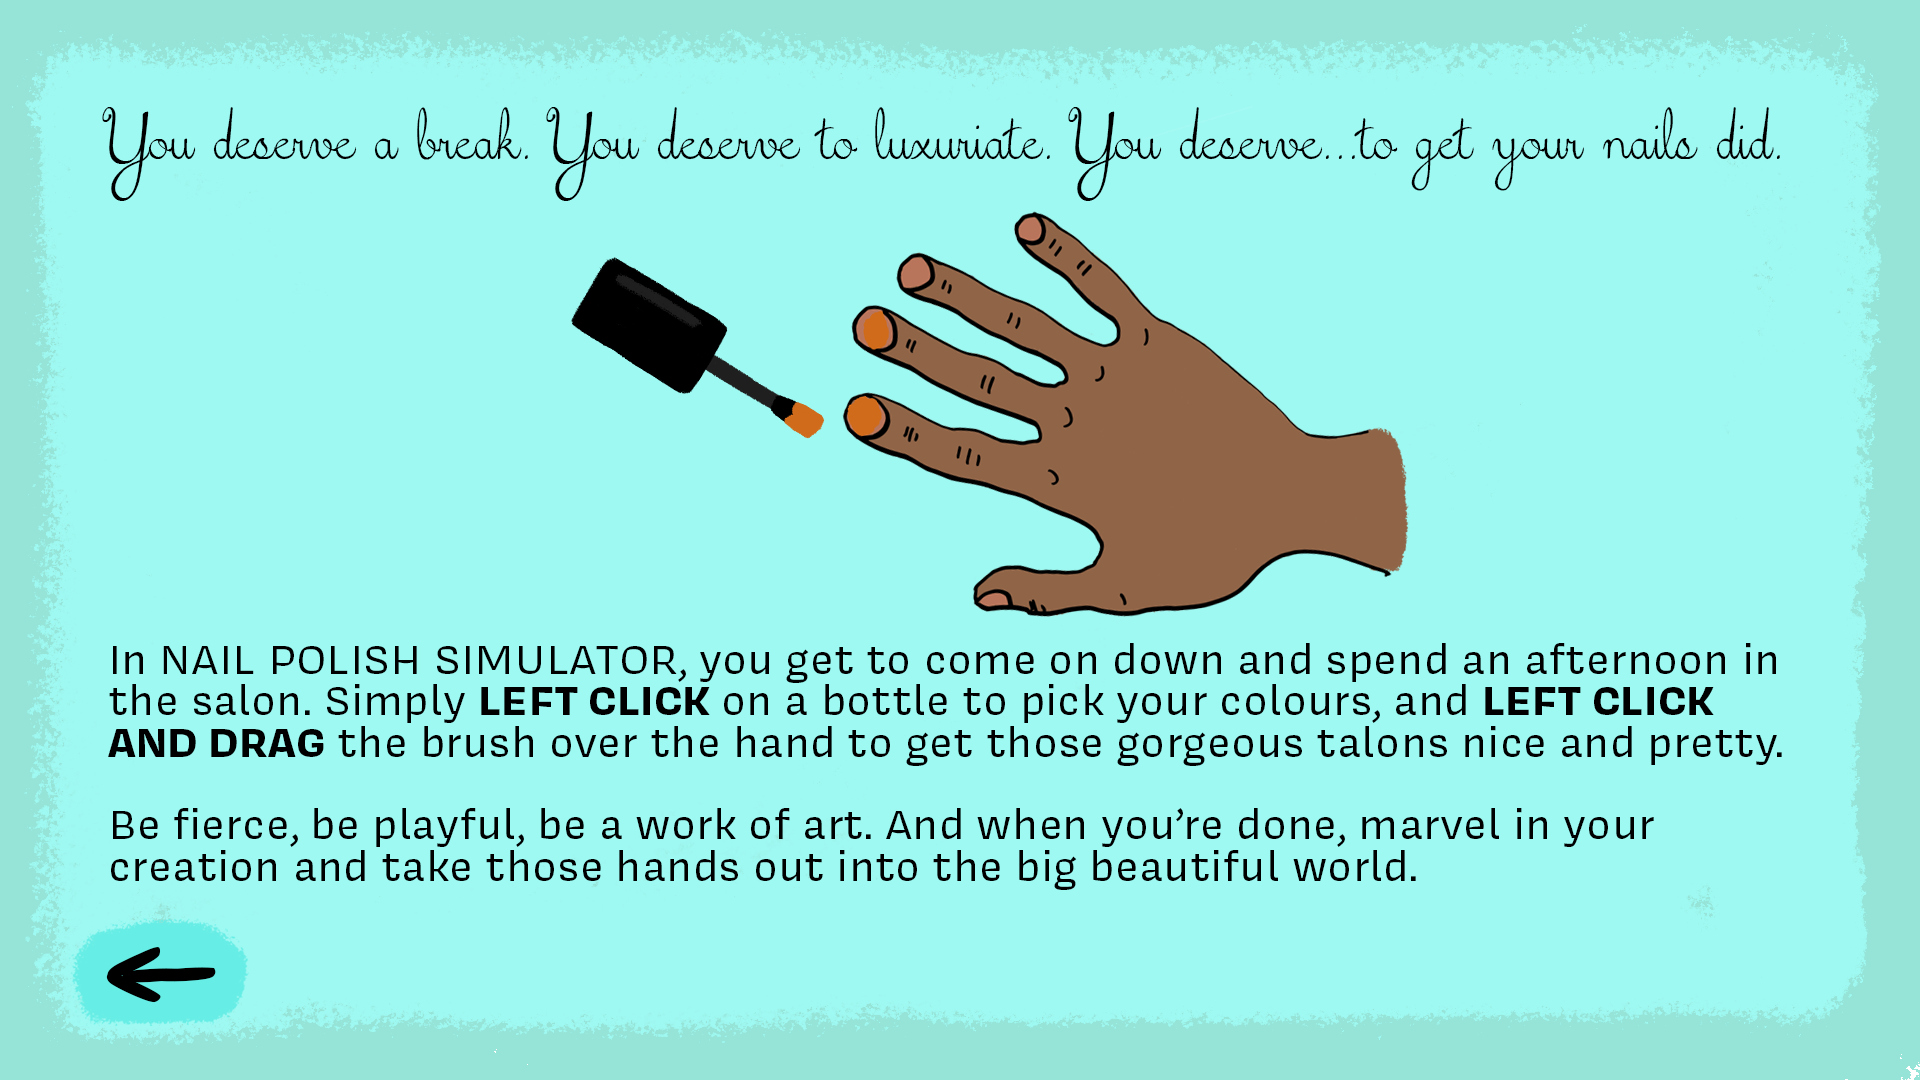 You deserve a break. You deserve to luxuriate. You deserve...to get your nails did.
In NAIL POLISH SIMULATOR, you get to come on down and spend an afternoon in
the salon. Simply LEFT CLICK on a bottle to pick your colours, and LEFT CLICK
AND DRAG the brush over the hand to get those gorgeous talons nice and pretty.
Be fierce, be playful, be a work of art. And when you’re done, marvel in your
creation and take those hands out into the big beautiful world.